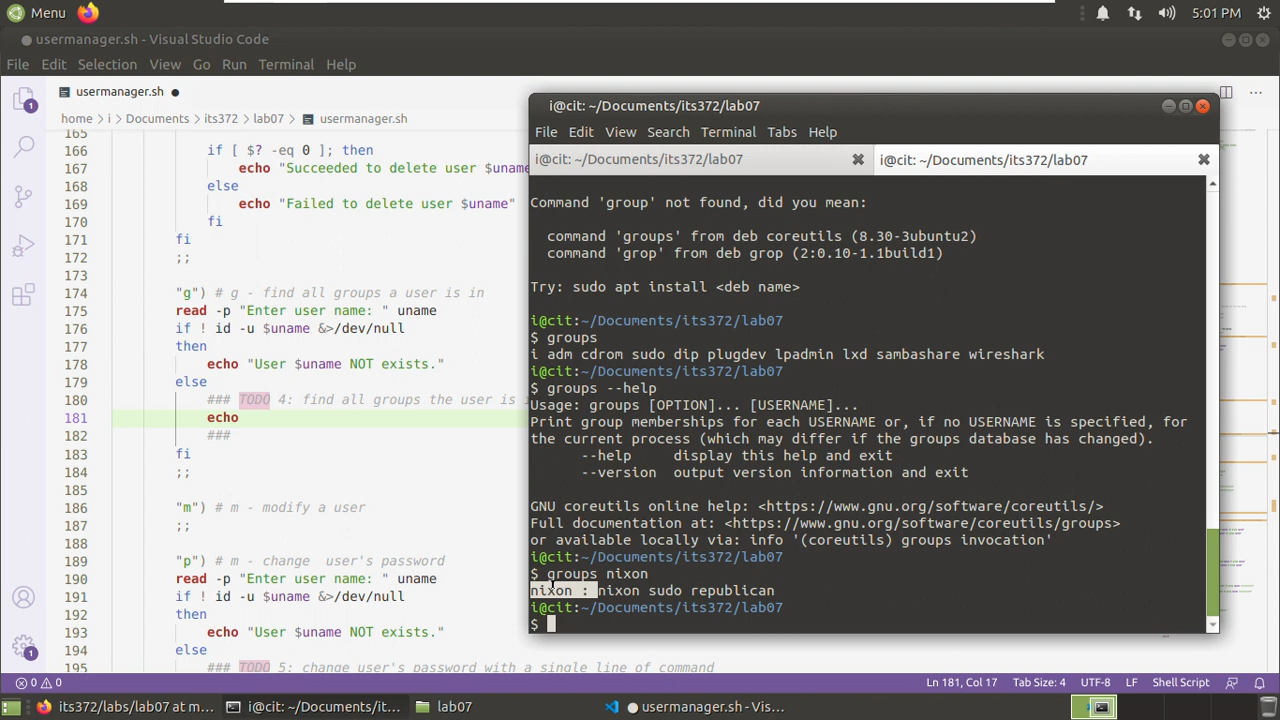 Menu
5:01 PM
usermanager.sh - Visual Studio Code
File Edit Selection View Go Run Terminal Help
usermanager.sh
home > i > Documents > its372 > lab07 > usermanager.sh
165
166 if [ $? -eq 0 ]; then
167 echo "Succeeded to delete user $uname
168 else
169 echo "Failed to delete user $uname"
170 fi
171 fi
172 ;;
173
174 "g") # g - find all groups a user is in
175 read -p "Enter user name: " uname
176 if ! id -u $uname &>/dev/null
177 then
178 echo "User $uname NOT exists."
179 else
180 ### TODO 4: find all groups the user is i
181 echo
182 ###
183 fi
184 ;;
185
186 "m") # m - modify a user
187 ;;
188
189 "p") # m - change  user's password
190 read -p "Enter user name: " uname
191 if ! id -u $uname &>/dev/null
192 then
193 echo "User $uname NOT exists."
194 else
195 ### TODO 5: change user's password with a single line of command
1
1
i@cit: ~/Documents/its372/lab07
File Edit View Search Terminal Tabs Help
i@cit: ~/Documents/its372/lab07
i@cit: ~/Documents/its372/lab07
Command 'group' not found, did you mean:
command 'groups' from deb coreutils (8.30-3ubuntu2)
command 'grop' from deb grop (2:0.10-1.1build1)
Try: sudo apt install <deb name>
i@cit:~/Documents/its372/lab07
$ groups
i adm cdrom sudo dip plugdev lpadmin lxd sambashare wireshark
i@cit:~/Documents/its372/lab07
$ groups --help
Usage: groups [OPTION]... [USERNAME]...
Print group memberships for each USERNAME or, if no USERNAME is specified, for
the current process (which may differ if the groups database has changed).
--help     display this help and exit
--version  output version information and exit
GNU coreutils online help: <https://www.gnu.org/software/coreutils/>
Full documentation at: <https://www.gnu.org/software/coreutils/groups>
or available locally via: info '(coreutils) groups invocation'
i@cit:~/Documents/its372/lab07
$ groups nixon
nixon : nixon sudo republican
i@cit:~/Documents/its372/lab07
$
0 0
Ln 181, Col 17 Tab Size: 4 UTF-8 LF Shell Script
its372/labs/lab07 at m...
i@cit: ~/Documents/it...
lab07
usermanager.sh - Vis...